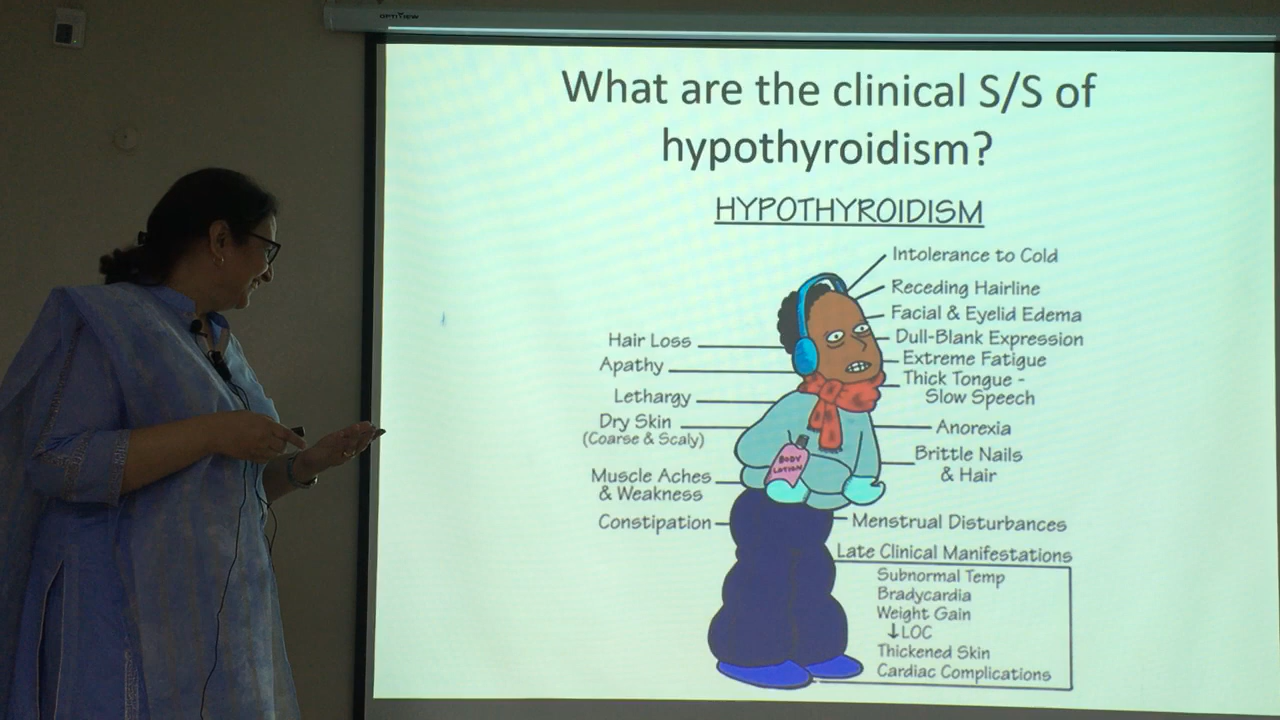 OPTIVIEW
What are the clinical S/S of
hypothyroidism?
HYPOTHYROIDISM
Intolerance to Cold
Receding Hairline
Facial & Eyelid Edema
Dull-Blank Expression
Extreme Fatigue
Thick Tongue -
Slow Speech
Anorexia
Brittle Nails
& Hair
Menstrual Disturbances
Hair Loss
Apathy
Lethargy
Dry Skin
(Coarse & Scaly)
Muscle Aches
& Weakness
Constipation
BODY
LOTION
Late Clinical Manifestations
Subnormal Temp
Bradycardia
Weight Gain
↓LOC
Thickened Skin
Cardiac Complications